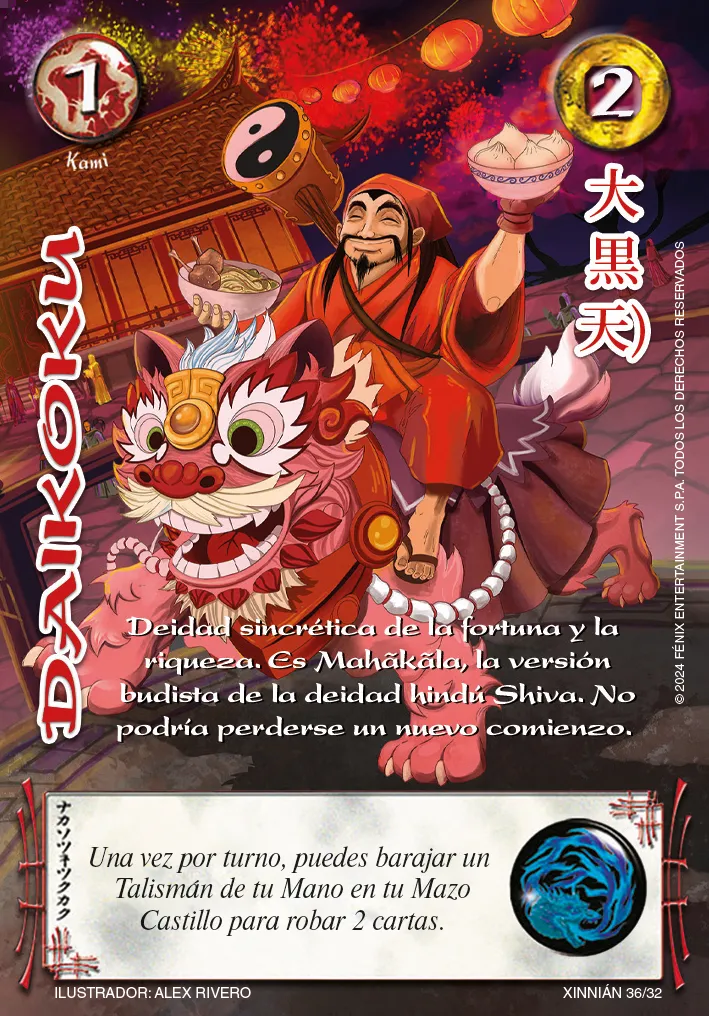 1
2
Kami
大黒天)
DAIKOKU
© 2024 FÉNIX ENTERTAINMENT S.P.A. TODOS LOS DERECHOS RESERVADOS
Deidad sincrética de la fortuna y la
riqueza. Es Mahãkãla, la versión
budista de la deidad hindú Shiva. No
podría perderse un nuevo comienzo.
ナカソツネツクカク
Una vez por turno, puedes barajar un
Talismán de tu Mano en tu Mazo
Castillo para robar 2 cartas.
ILUSTRADOR: ALEX RIVERO
XINNIÁN 36/32